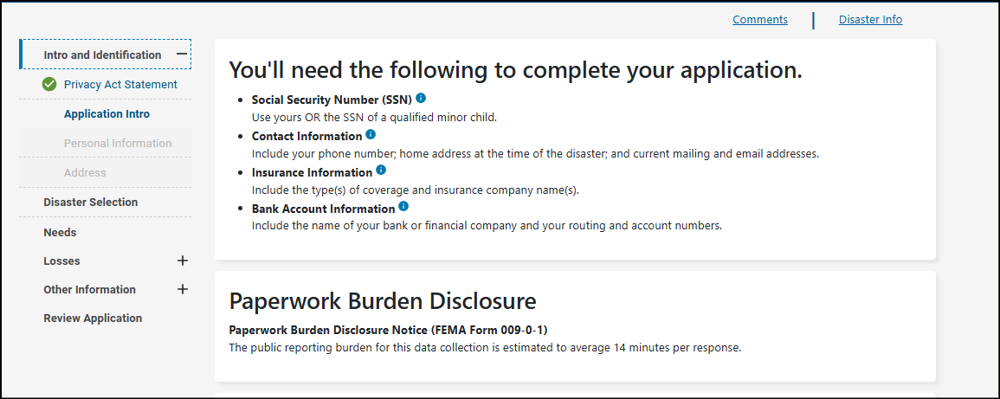 Comments | Disaster Info
Intro and Identification
Privacy Act Statement
Application Intro
Personal Information
Address
Disaster Selection
Needs
Losses
Other Information
Review Application
You'll need the following to complete your application.
Social Security Number (SSN)
Use yours OR the SSN of a qualified minor child.
Contact Information
Include your phone number; home address at the time of the disaster; and current mailing and email addresses.
Insurance Information
Include the type(s) of coverage and insurance company name(s).
Bank Account Information
Include the name of your bank or financial company and your routing and account numbers.
Paperwork Burden Disclosure
Paperwork Burden Disclosure Notice (FEMA Form 009-0-1)
The public reporting burden for this data collection is estimated to average 14 minutes per response.